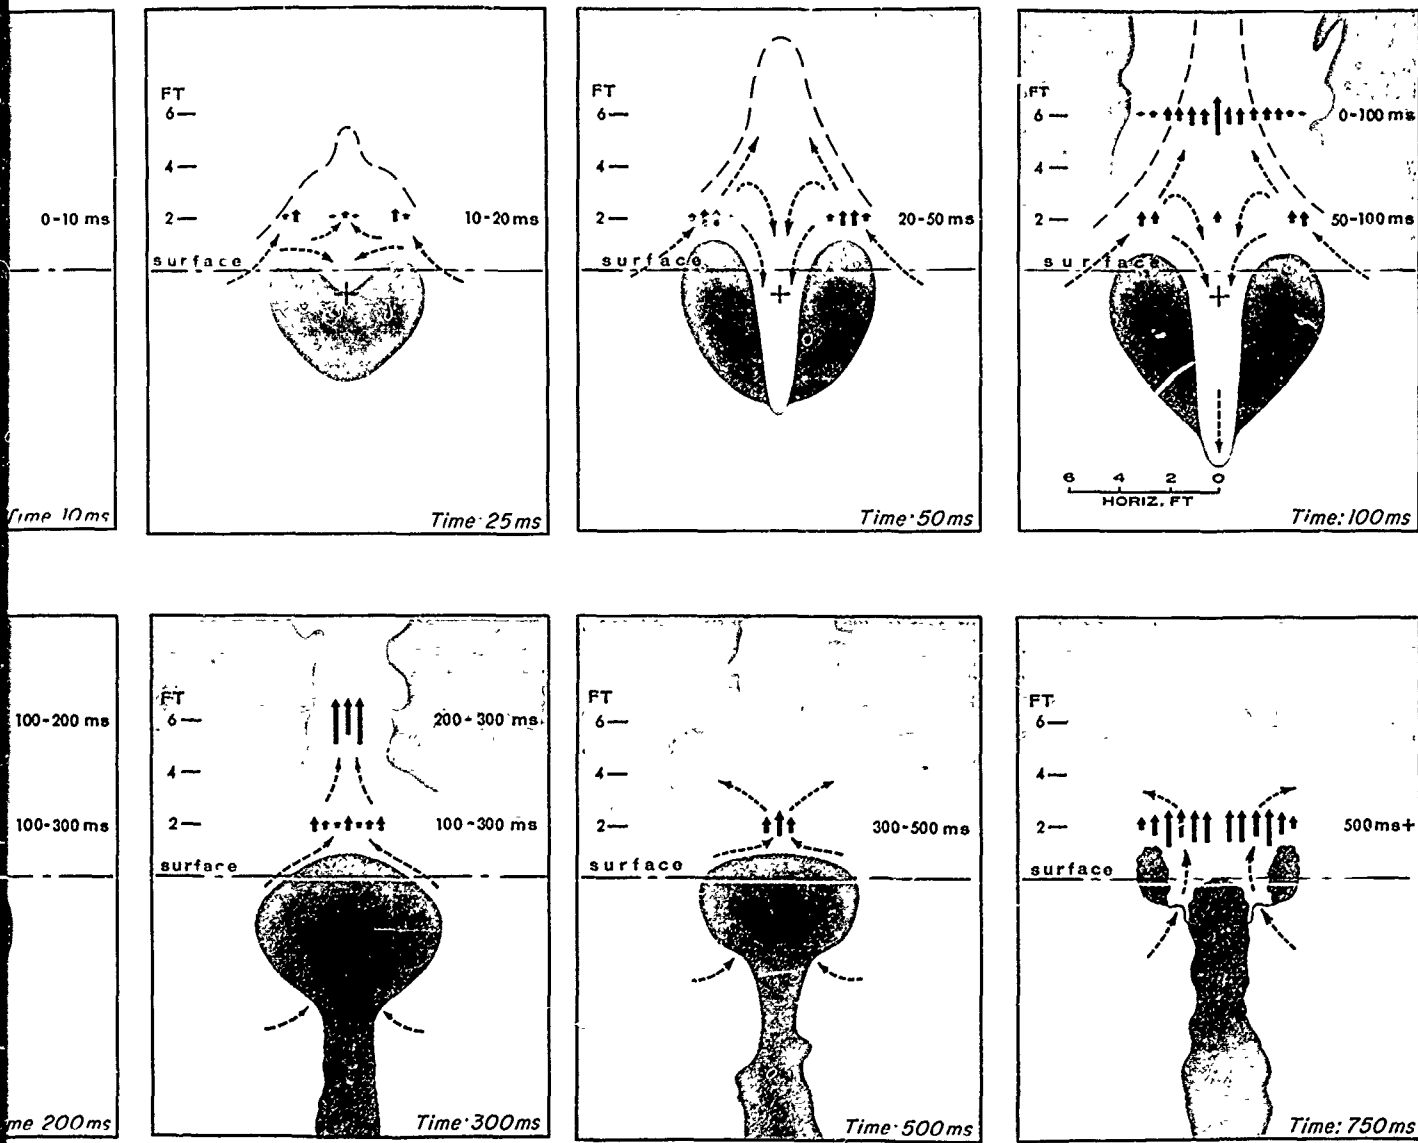 0-10 ms
Time 10ms
FT
6
4
2
10-20 ms
surface
Time·25ms
FT
6
4
2
20-50 ms
surface
Time·50ms
FT
6
0-100 ms
4
2
50-100 ms
surface
6 4 2 0
HORIZ. FT
Time:100ms
100-200 ms
100-300 ms
me 200ms
FT
6
200-300 ms
4
2
100-300 ms
surface
Time·300ms
FT
6
4
2
300-500 ms
surface
Time·500ms
FT
6
4
2
500ms+
surface
Time:750ms